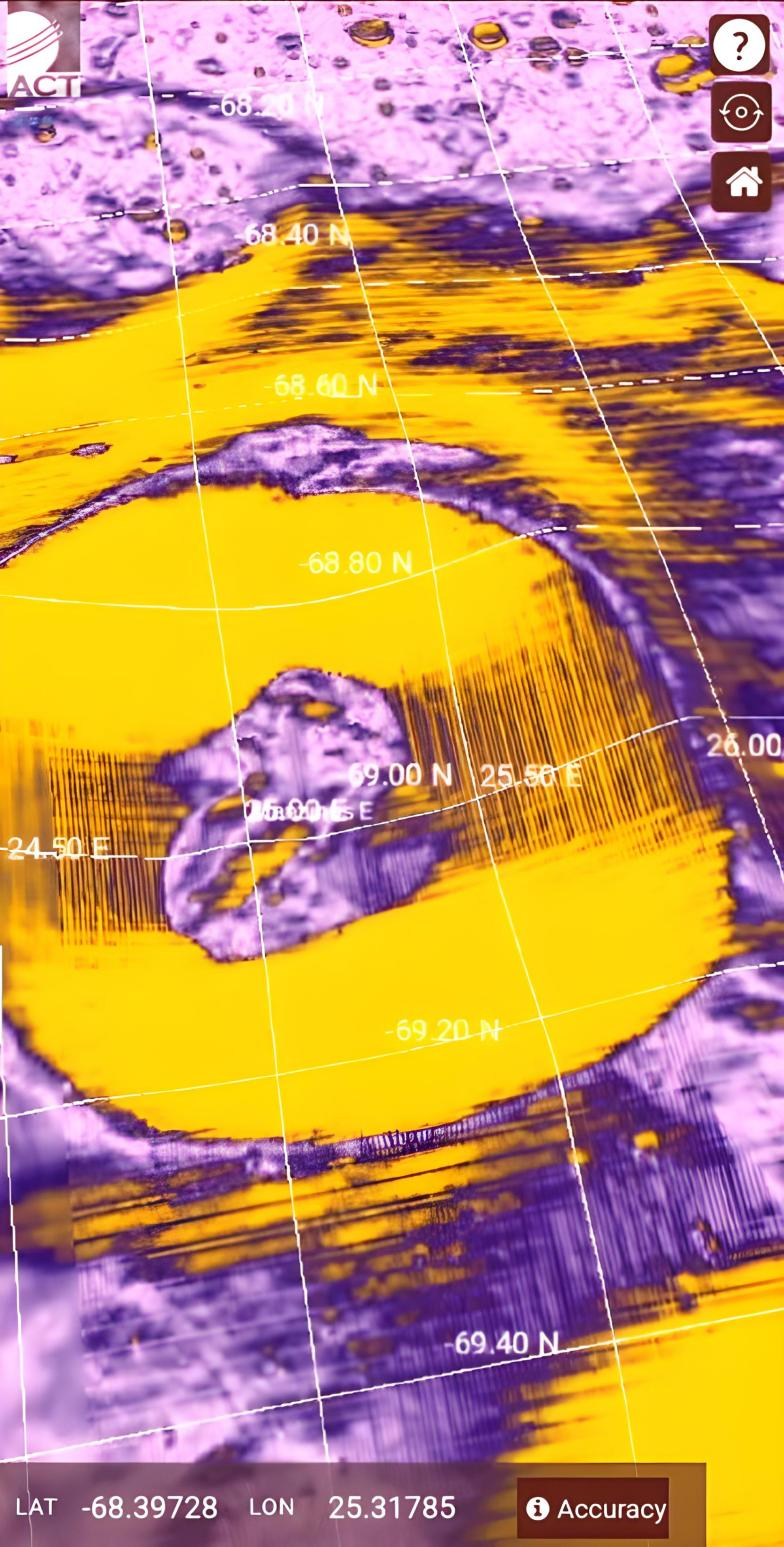 ACT
?
-68.20 N
-68.40 N
-68.60 N
-68.80 N
69.00 N
25.50 E
26.00
24.50 E
-69.20 N
-69.40 N
LAT -68.39728 LON 25.31785 Accuracy